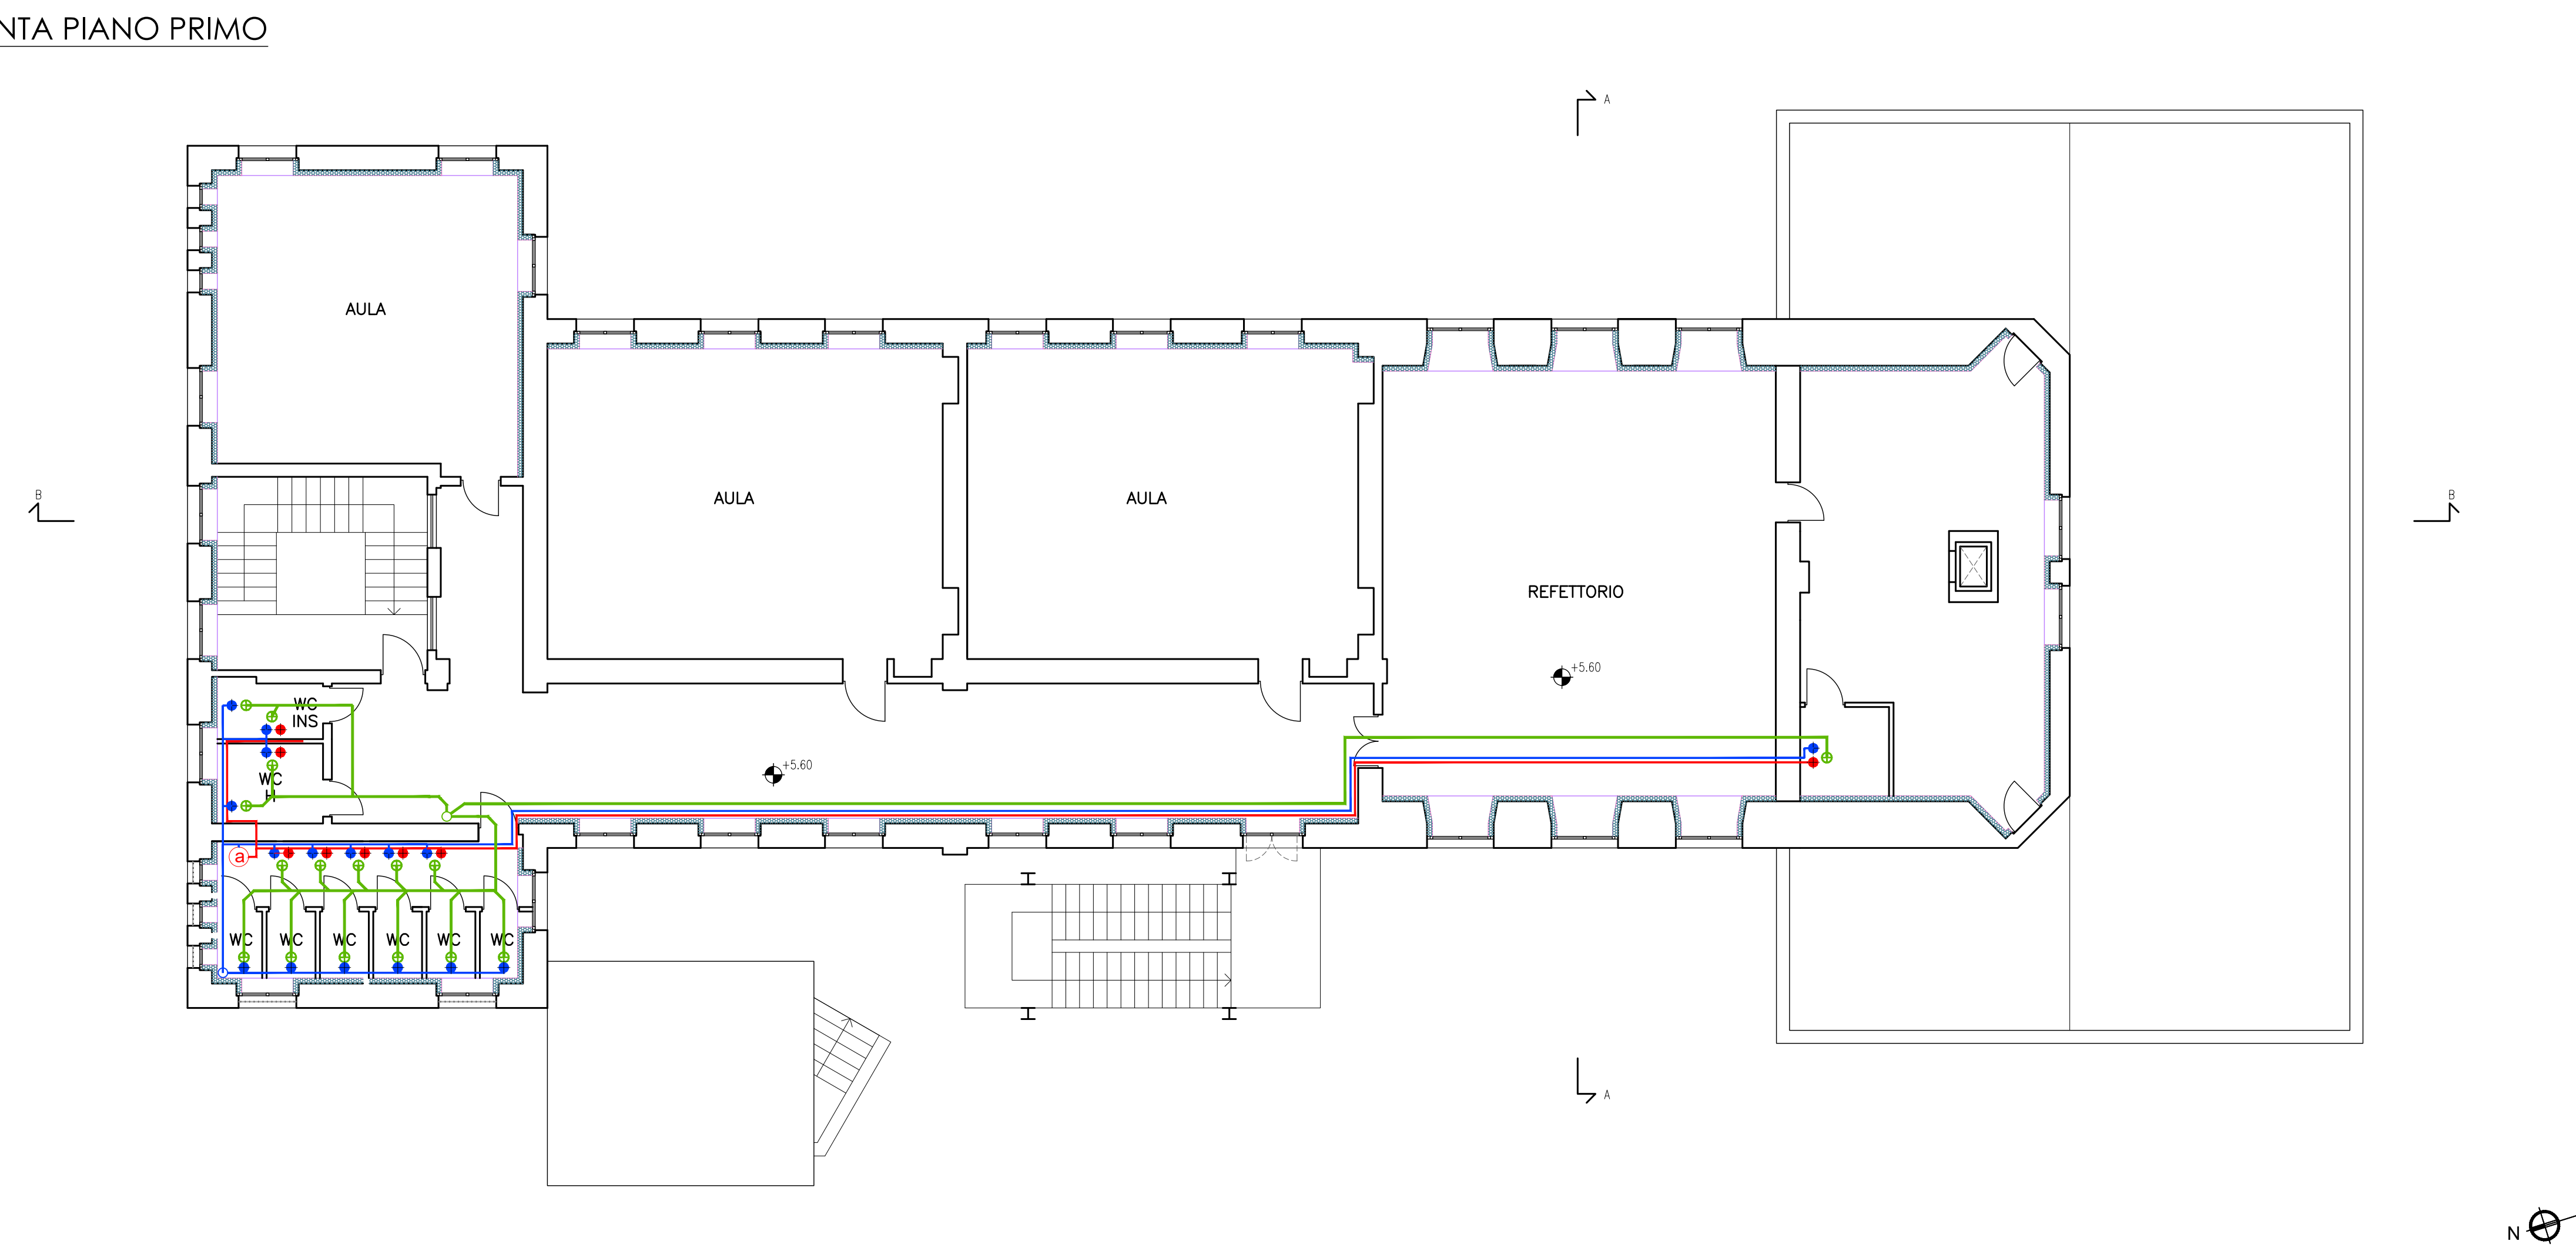 NTA PIANO PRIMO
A
AULA
B
B
AULA
AULA
REFETTORIO
+5.60
WC
INS
+5.60
WC
H
a
WC
WC
WC
WC
WC
WC
A
N